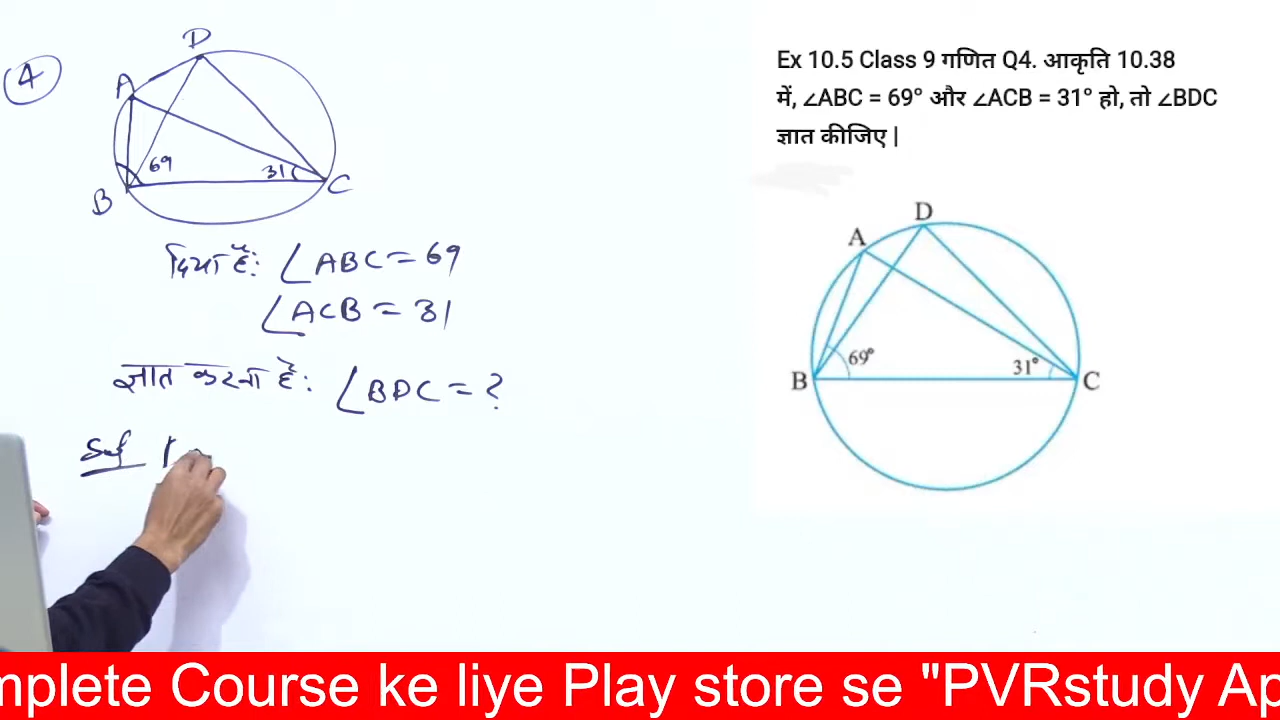 4
D
A
69
31
B
C
दिया है: ∠ABC = 69
∠ACB = 31
ज्ञात करना है: ∠BDC = ?
Sol
Ex 10.5 Class 9 गणित Q4. आकृति 10.38
में, ∠ABC = 69° और ∠ACB = 31° हो, तो ∠BDC
ज्ञात कीजिए |
D
A
69°
31°
B
C
mplete Course ke liye Play store se "PVRstudy Ap